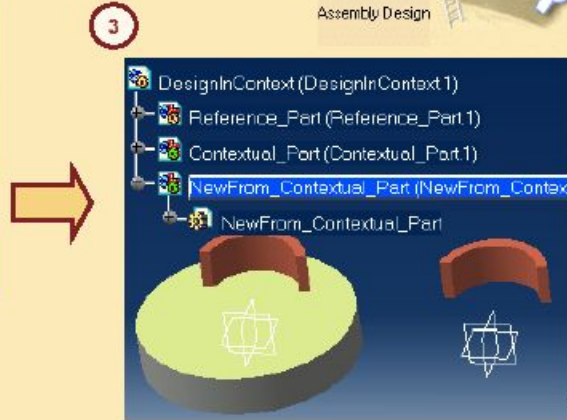 Assembly Design
3
DesignInContext (DesignInContext.1)
Reference_Part (Reference_Part.1)
Contextual_Part (Contextual_Part.1)
NewFrom_Contextual_Part (NewFrom_Contex
NewFrom_Contextual_Part